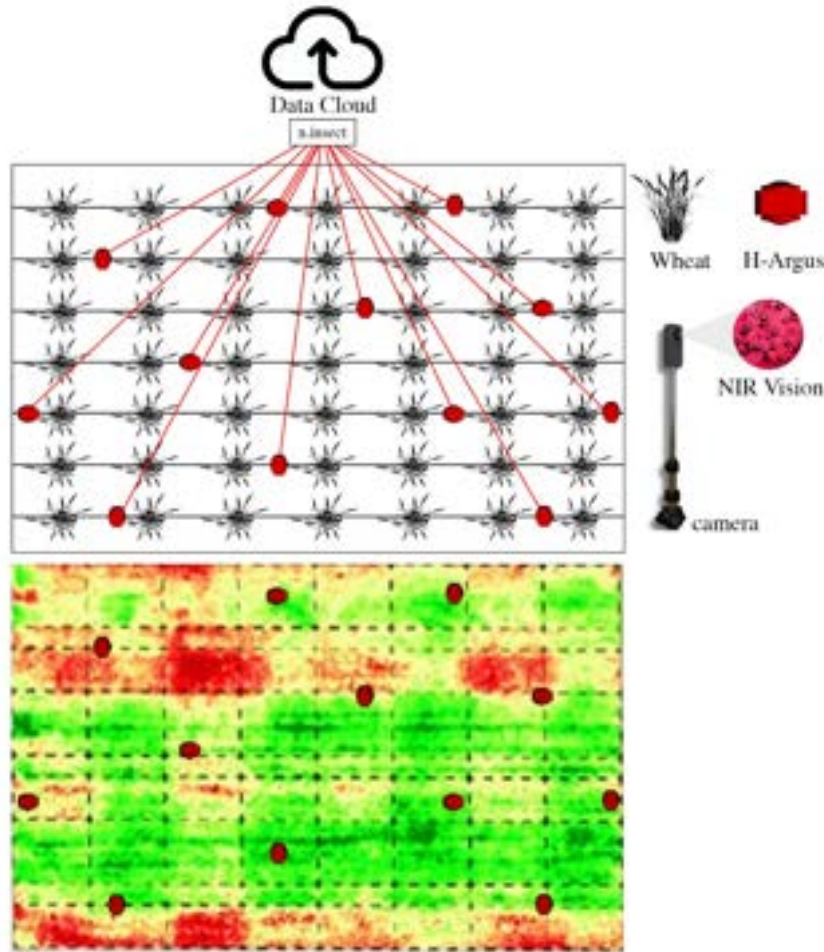 Data Cloud
n.insect
Wheat
H-Argus
NIR Vision
camera